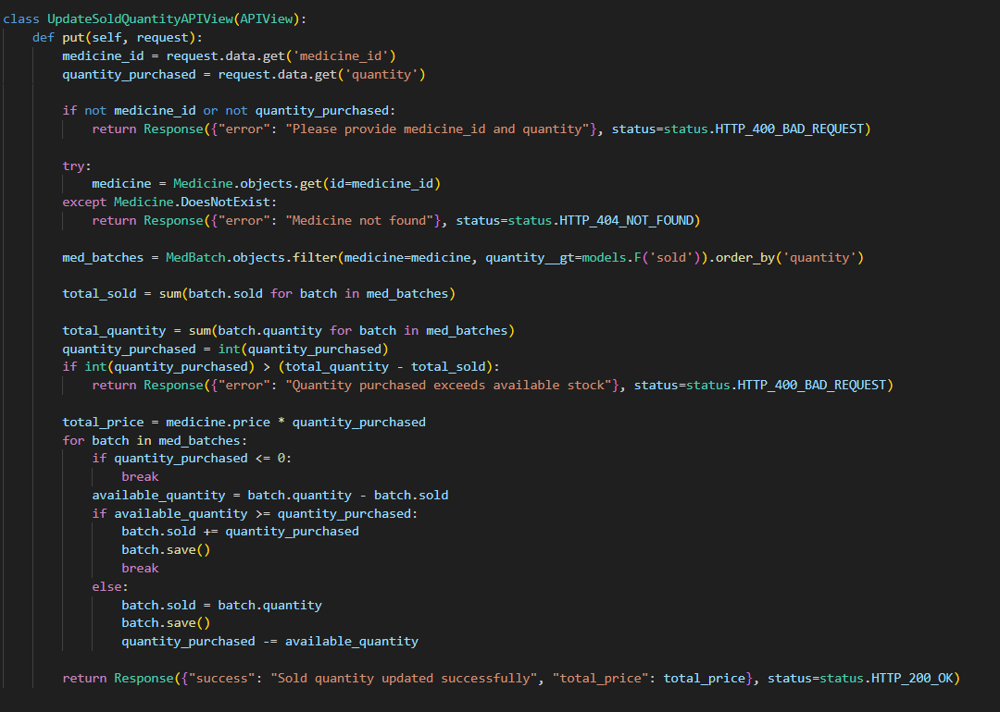 class UpdateSoldQuantityAPIView(APIView):
    def put(self, request):
        medicine_id = request.data.get('medicine_id')
        quantity_purchased = request.data.get('quantity')

        if not medicine_id or not quantity_purchased:
            return Response({"error": "Please provide medicine_id and quantity"}, status=status.HTTP_400_BAD_REQUEST)

        try:
            medicine = Medicine.objects.get(id=medicine_id)
        except Medicine.DoesNotExist:
            return Response({"error": "Medicine not found"}, status=status.HTTP_404_NOT_FOUND)

        med_batches = MedBatch.objects.filter(medicine=medicine, quantity__gt=models.F('sold')).order_by('quantity')

        total_sold = sum(batch.sold for batch in med_batches)

        total_quantity = sum(batch.quantity for batch in med_batches)
        quantity_purchased = int(quantity_purchased)
        if int(quantity_purchased) > (total_quantity - total_sold):
            return Response({"error": "Quantity purchased exceeds available stock"}, status=status.HTTP_400_BAD_REQUEST)

        total_price = medicine.price * quantity_purchased
        for batch in med_batches:
            if quantity_purchased <= 0:
                break
            available_quantity = batch.quantity - batch.sold
            if available_quantity >= quantity_purchased:
                batch.sold += quantity_purchased
                batch.save()
                break
            else:
                batch.sold = batch.quantity
                batch.save()
                quantity_purchased -= available_quantity

        return Response({"success": "Sold quantity updated successfully", "total_price": total_price}, status=status.HTTP_200_OK)